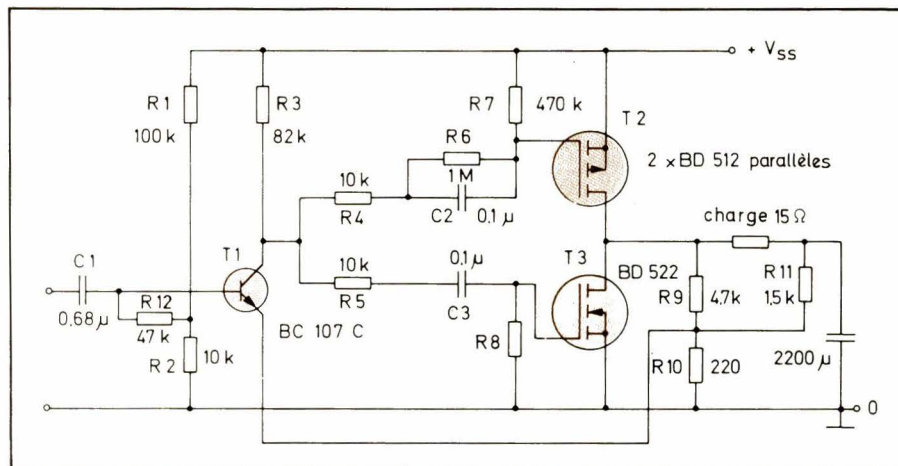 + VSS
R1
100 k
R3
82 k
R7
470 k
T2
R6
1 M
2 x BD 512 parallèles
10 k
R4
C2
0,1 µ
charge 15 Ω
T1
C1
10 k
R5
0,1 µ
C3
T3
BD 522
R9
4,7 k
R11
1,5 k
0,68 µ
R12
47 k
R2
10 k
BC 107 C
R8
R10
220
2200 µ
0